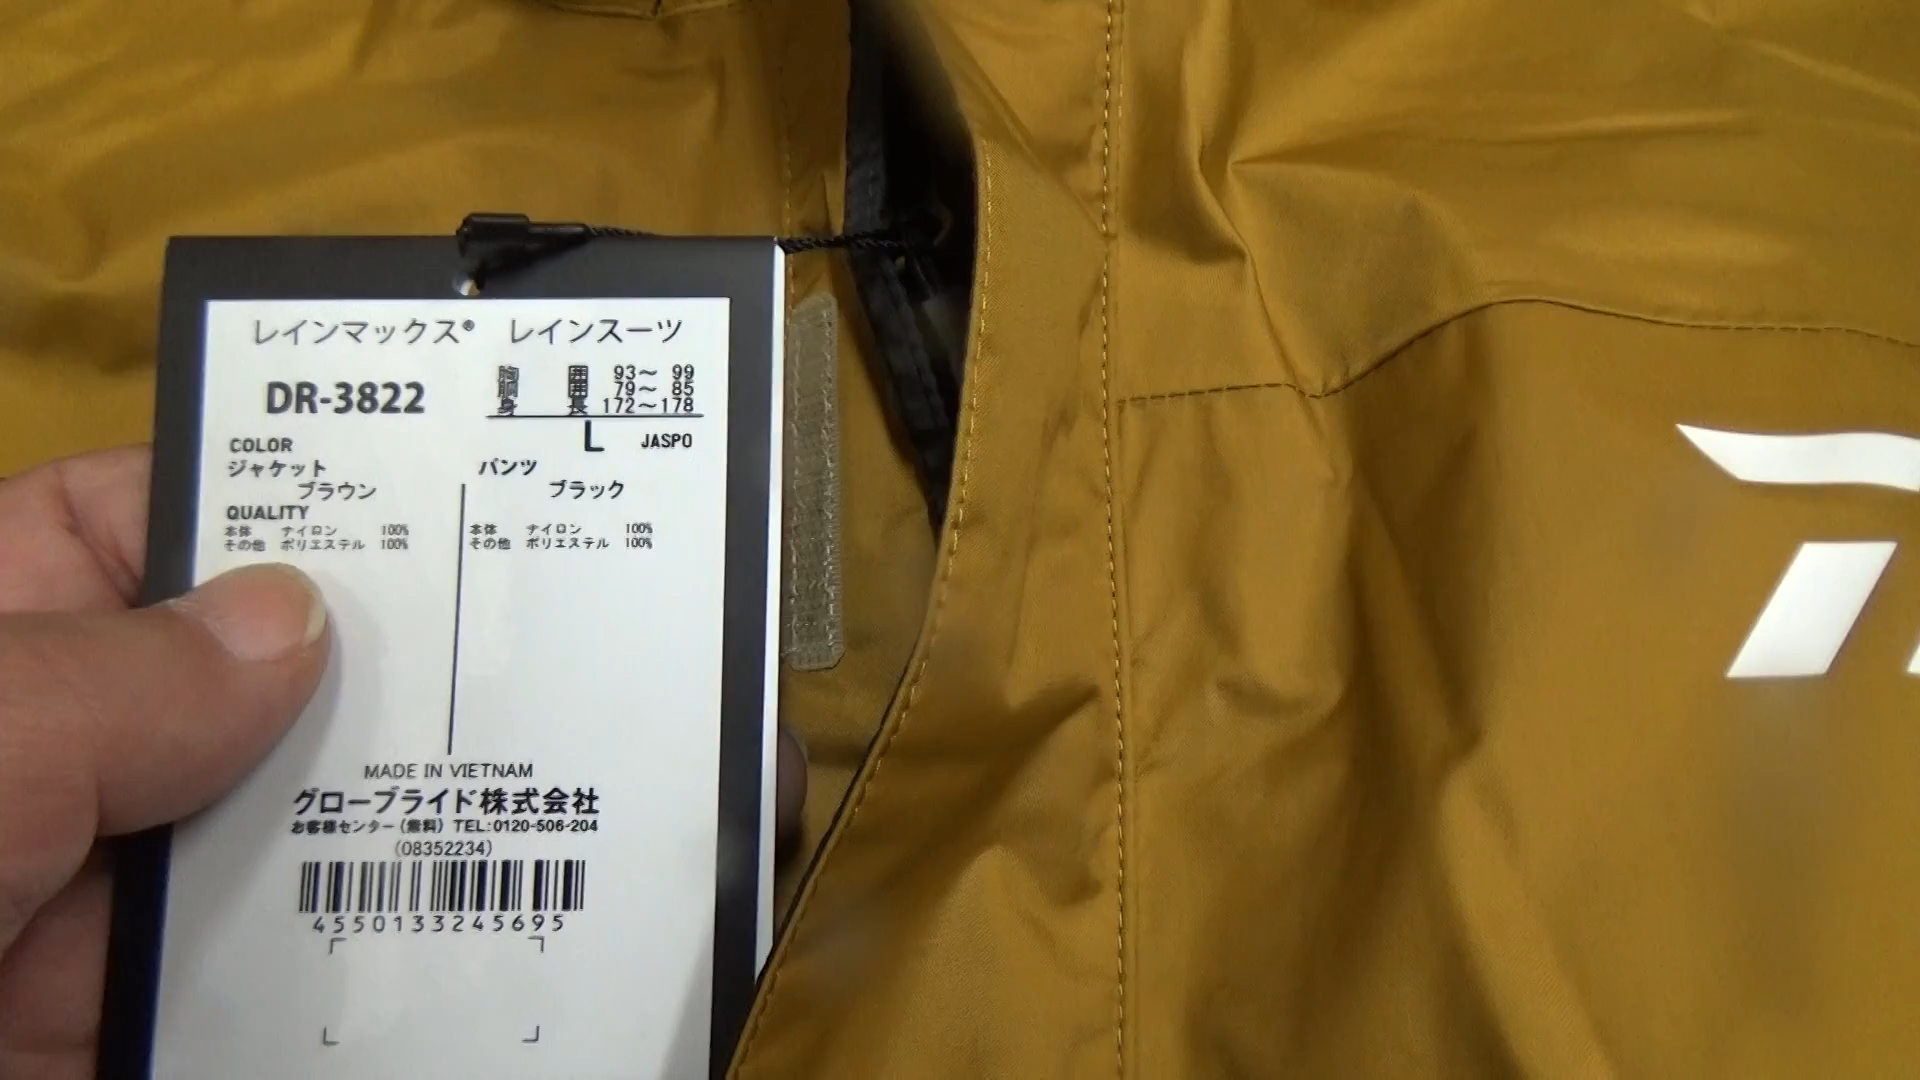 レインマックス® レインスーツ
DR-3822
胸 囲 93～ 99
胴 囲 79～ 85
身 長 172～178
L JASPO
COLOR
ジャケット
ブラウン
パンツ
ブラック
QUALITY
本体 ナイロン 100%
その他 ポリエステル 100%
本体 ナイロン 100%
その他 ポリエステル 100%
MADE IN VIETNAM
グローブライド株式会社
お客様センター(無料) TEL:0120-506-204
(08352234)
4550133245695